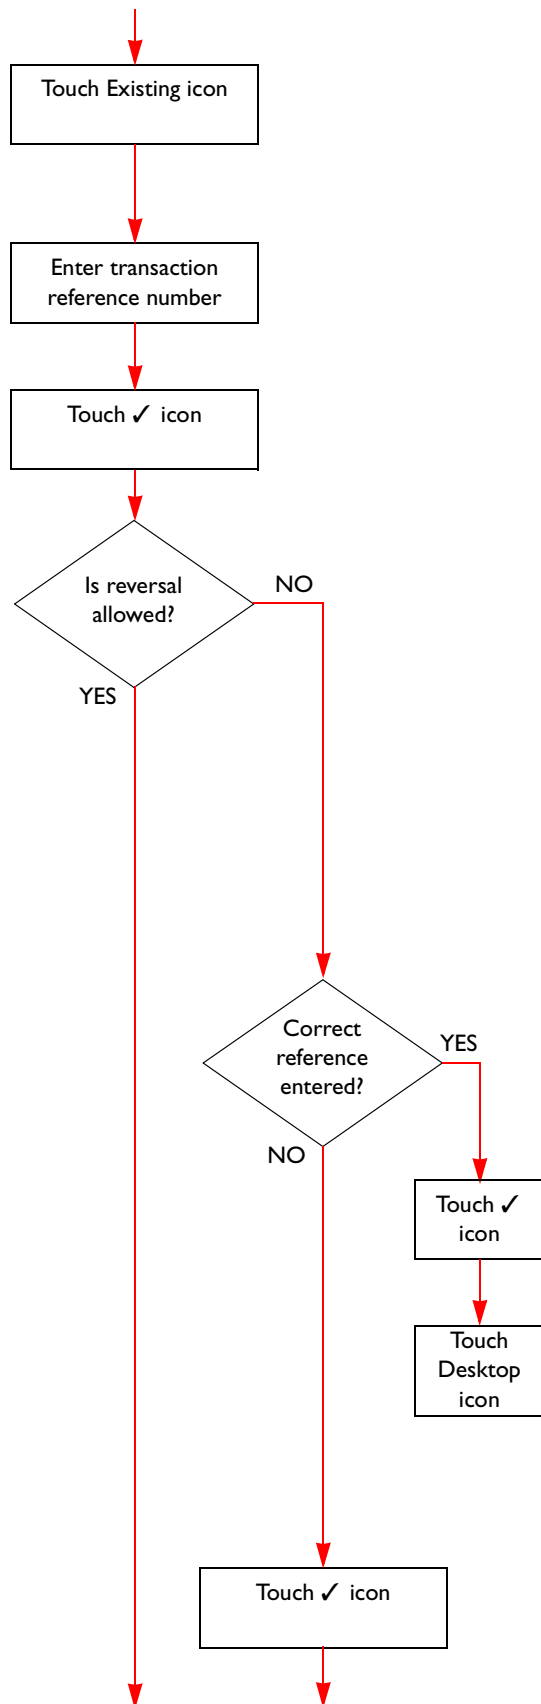 Touch Existing icon
Enter transaction
reference number
Touch ✓ icon
Is reversal
allowed?
NO
YES
Correct
reference
entered?
YES
NO
Touch ✓
icon
Touch
Desktop
icon
Touch ✓ icon